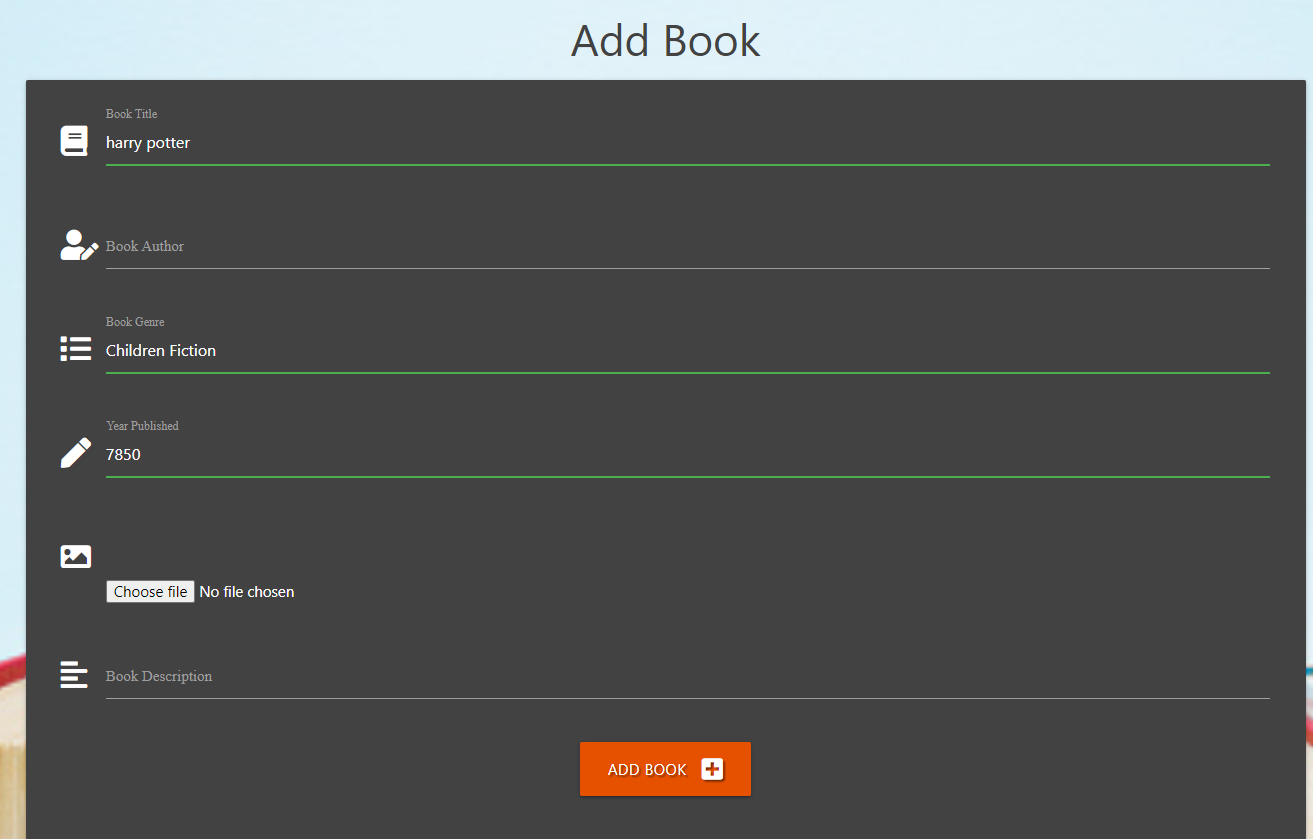 Add Book
Book Title
harry potter
Book Author
Book Genre
Children Fiction
Year Published
7850
Choose file No file chosen
Book Description
ADD BOOK